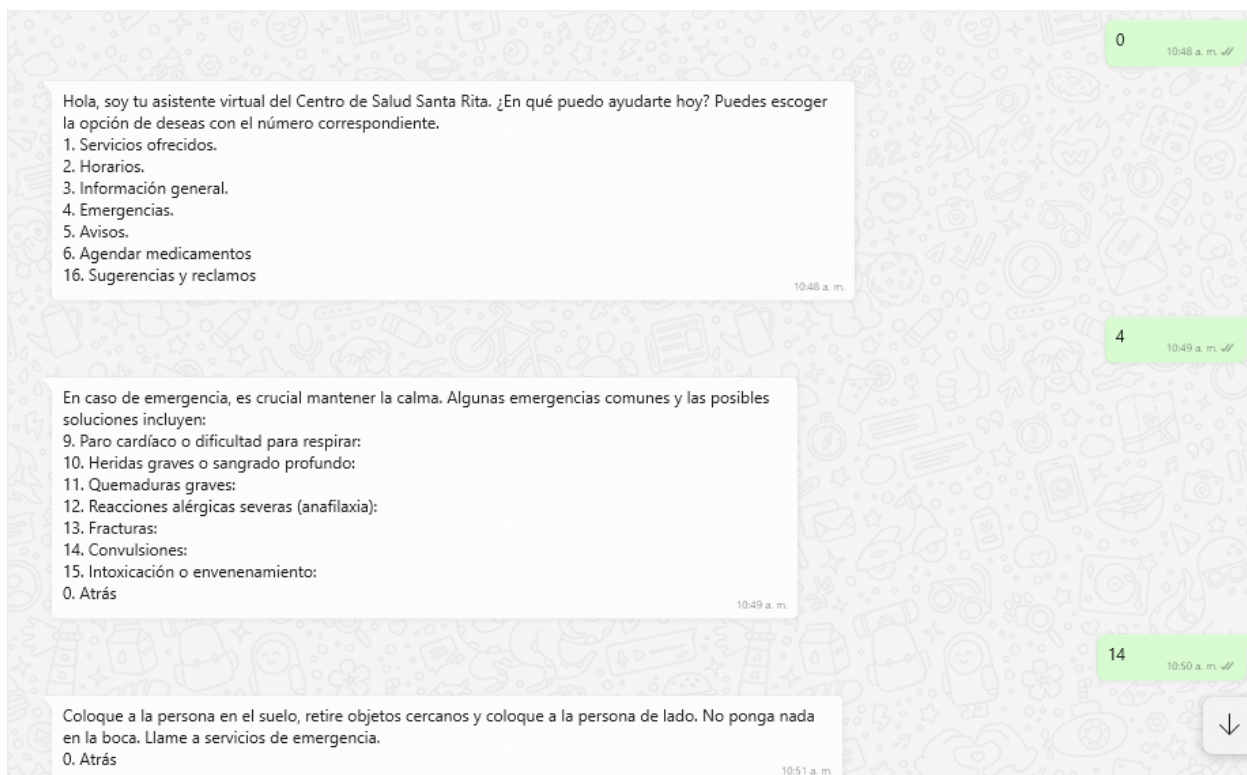 0
10:48 a. m.
Hola, soy tu asistente virtual del Centro de Salud Santa Rita. ¿En qué puedo ayudarte hoy? Puedes escoger
la opción de deseas con el número correspondiente.
1. Servicios ofrecidos.
2. Horarios.
3. Información general.
4. Emergencias.
5. Avisos.
6. Agendar medicamentos
16. Sugerencias y reclamos
10:48 a. m.
4
10:49 a. m.
En caso de emergencia, es crucial mantener la calma. Algunas emergencias comunes y las posibles
soluciones incluyen:
9. Paro cardíaco o dificultad para respirar:
10. Heridas graves o sangrado profundo:
11. Quemaduras graves:
12. Reacciones alérgicas severas (anafilaxia):
13. Fracturas:
14. Convulsiones:
15. Intoxicación o envenenamiento:
0. Atrás
10:49 a. m.
14
10:50 a. m.
Coloque a la persona en el suelo, retire objetos cercanos y coloque a la persona de lado. No ponga nada
en la boca. Llame a servicios de emergencia.
0. Atrás
10:51 a. m.